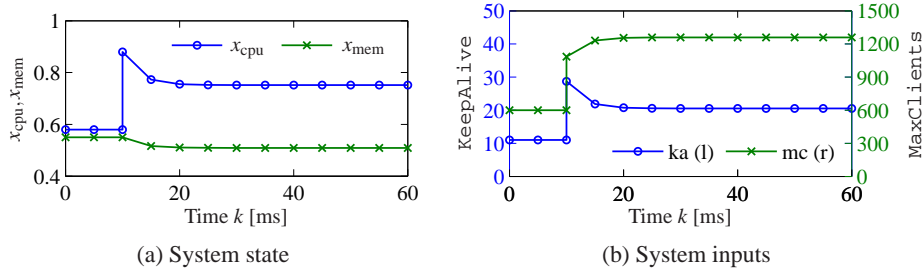 1
0.8
0.6
0.4
x_cpu, x_mem
x_cpu x_mem
0 20 40 60
Time k [ms]
(a) System state
50
40
30
20
10
0
KeepAlive
1500
1200
900
600
300
0
MaxClients
ka (l) mc (r)
0 20 40 60
Time k [ms]
(b) System inputs